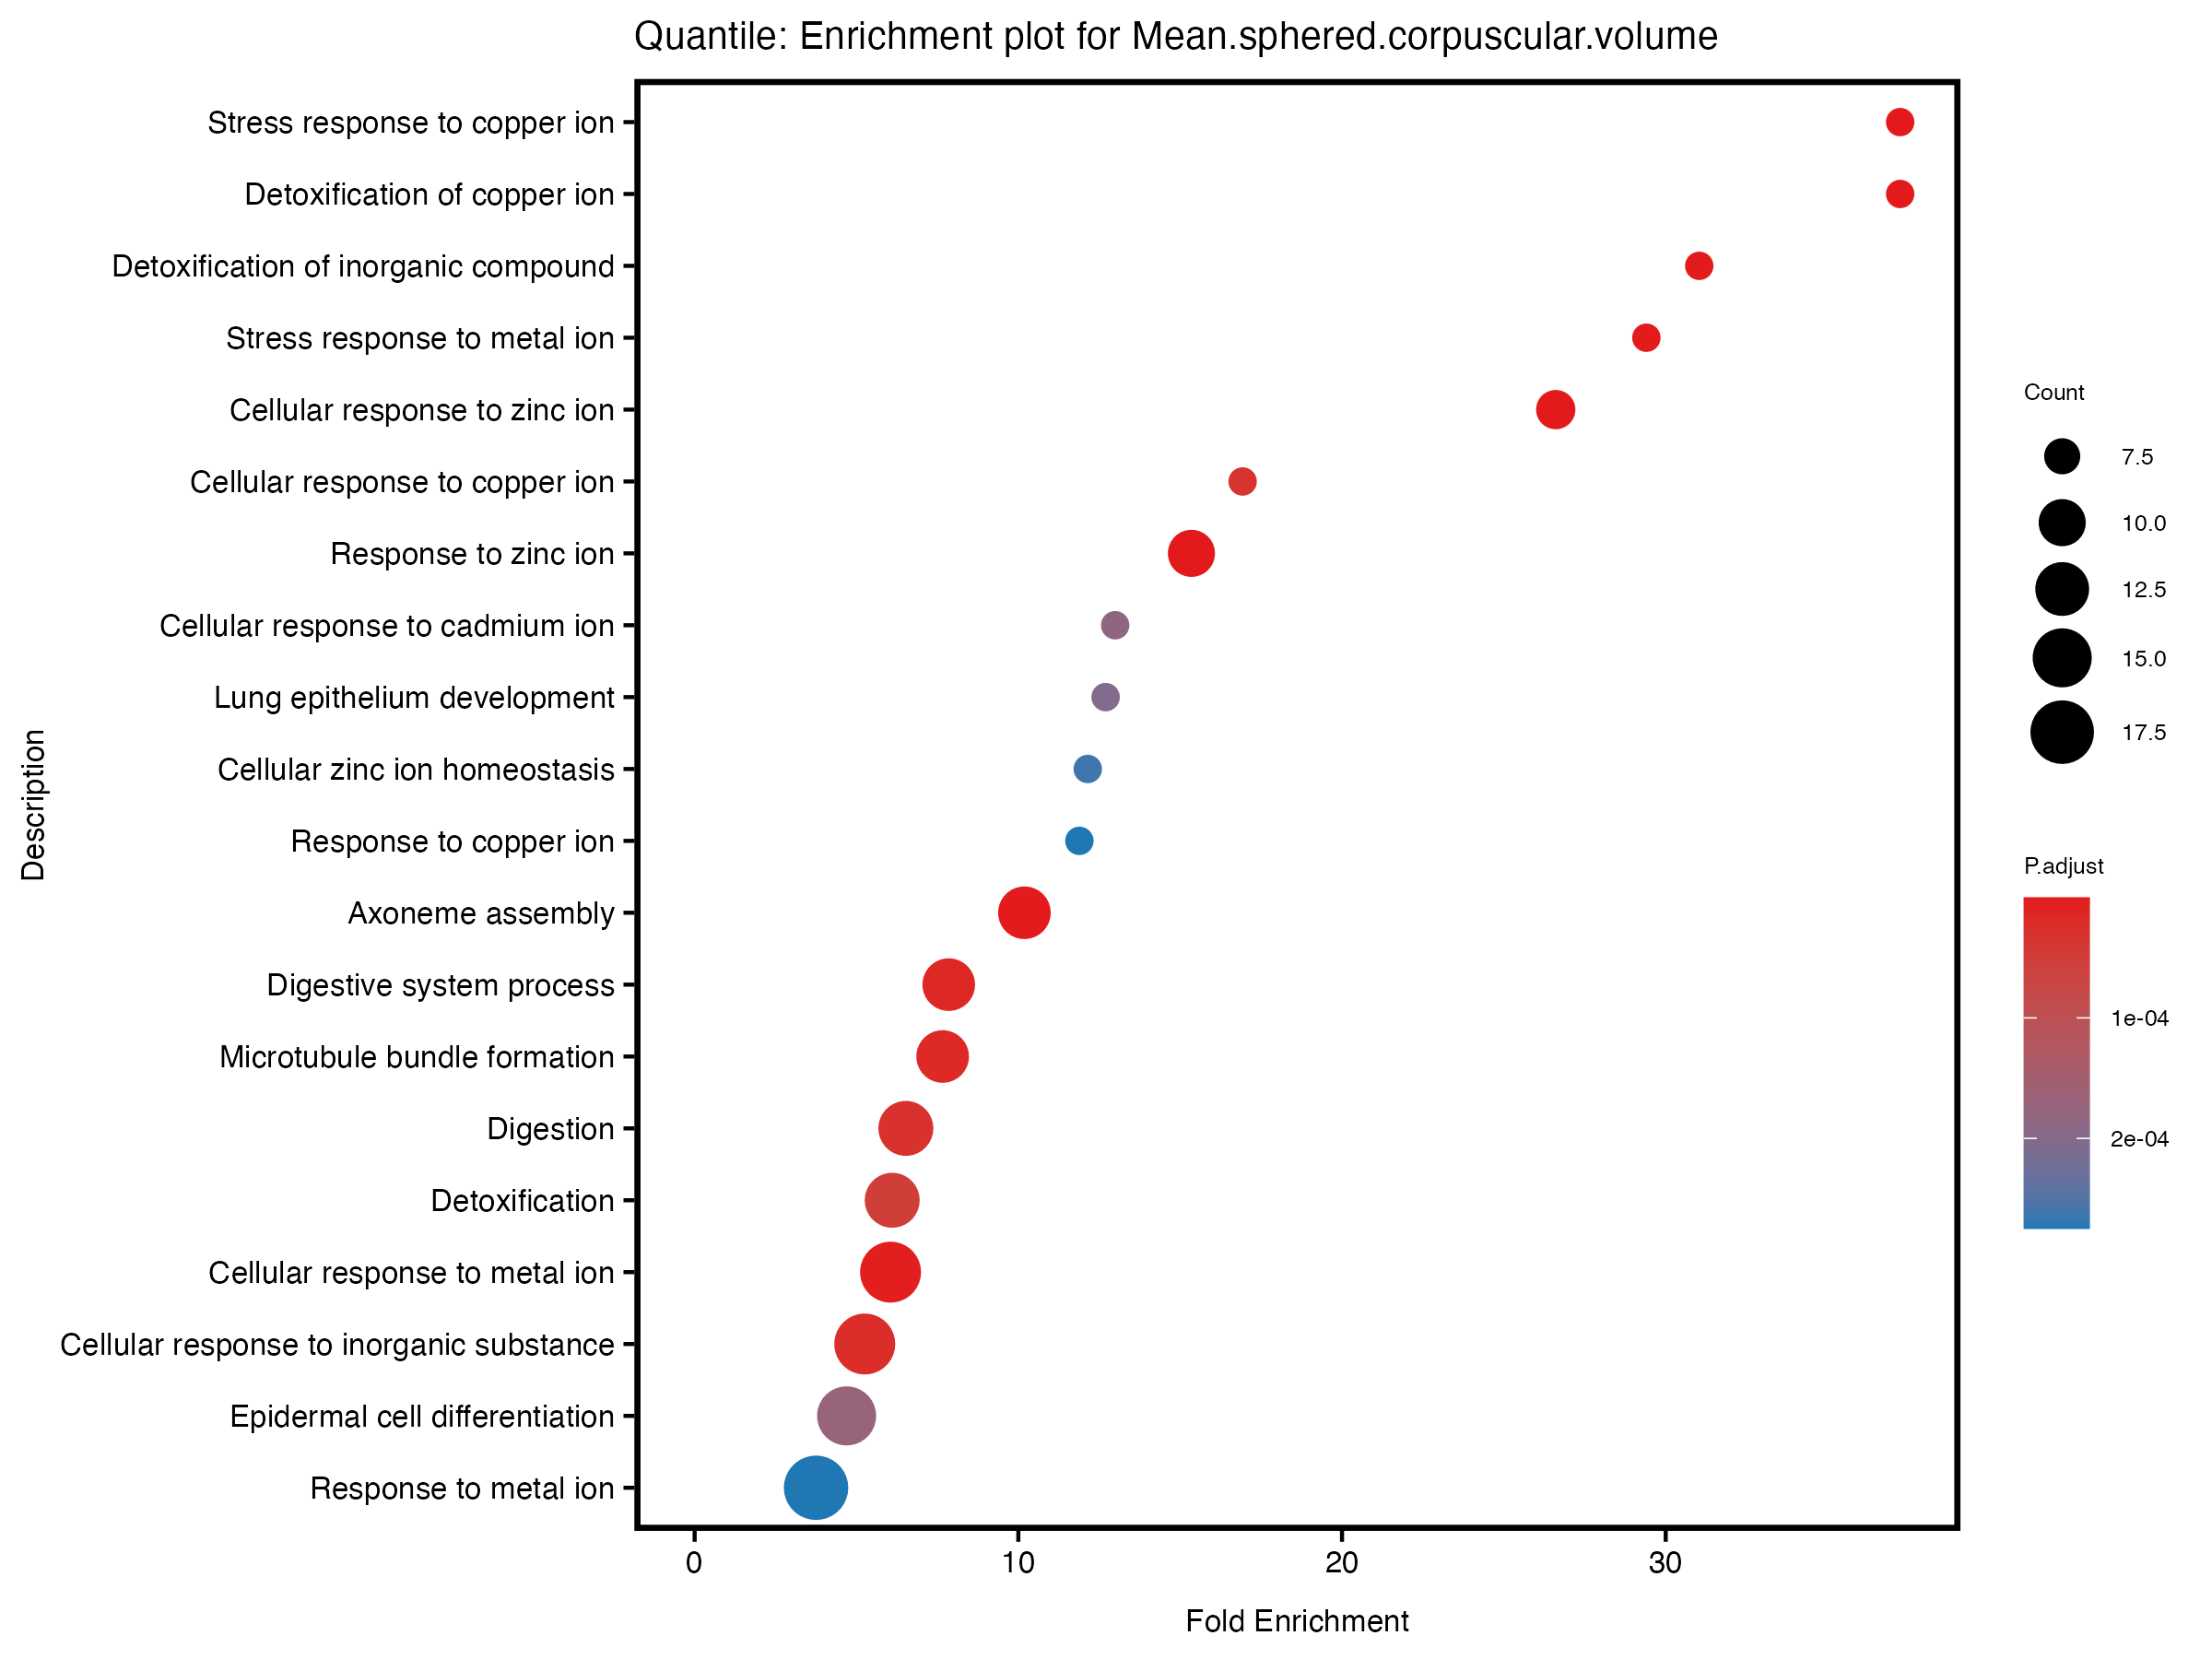 Quantile: Enrichment plot for Mean.sphered.corpuscular.volume
Description
Stress response to copper ion
Detoxification of copper ion
Detoxification of inorganic compound
Stress response to metal ion
Cellular response to zinc ion
Cellular response to copper ion
Response to zinc ion
Cellular response to cadmium ion
Lung epithelium development
Cellular zinc ion homeostasis
Response to copper ion
Axoneme assembly
Digestive system process
Microtubule bundle formation
Digestion
Detoxification
Cellular response to metal ion
Cellular response to inorganic substance
Epidermal cell differentiation
Response to metal ion
0 10 20 30
Fold Enrichment
Count
7.5
10.0
12.5
15.0
17.5
P.adjust
1e-04
2e-04